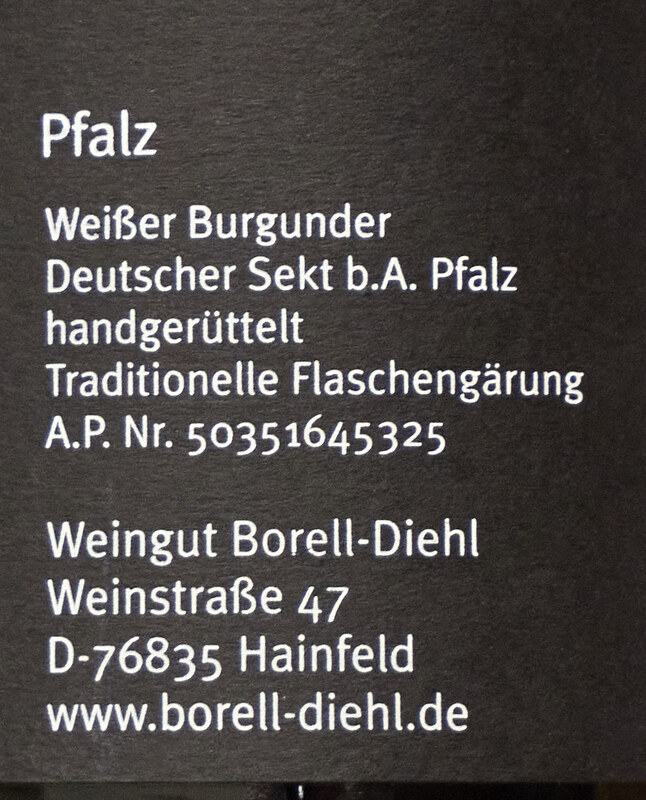 Pfalz
Weißer Burgunder
Deutscher Sekt b.A. Pfalz
handgerüttelt
Traditionelle Flaschengärung
A.P. Nr. 50351645325
Weingut Borell-Diehl
Weinstraße 47
D-76835 Hainfeld
www.borell-diehl.de